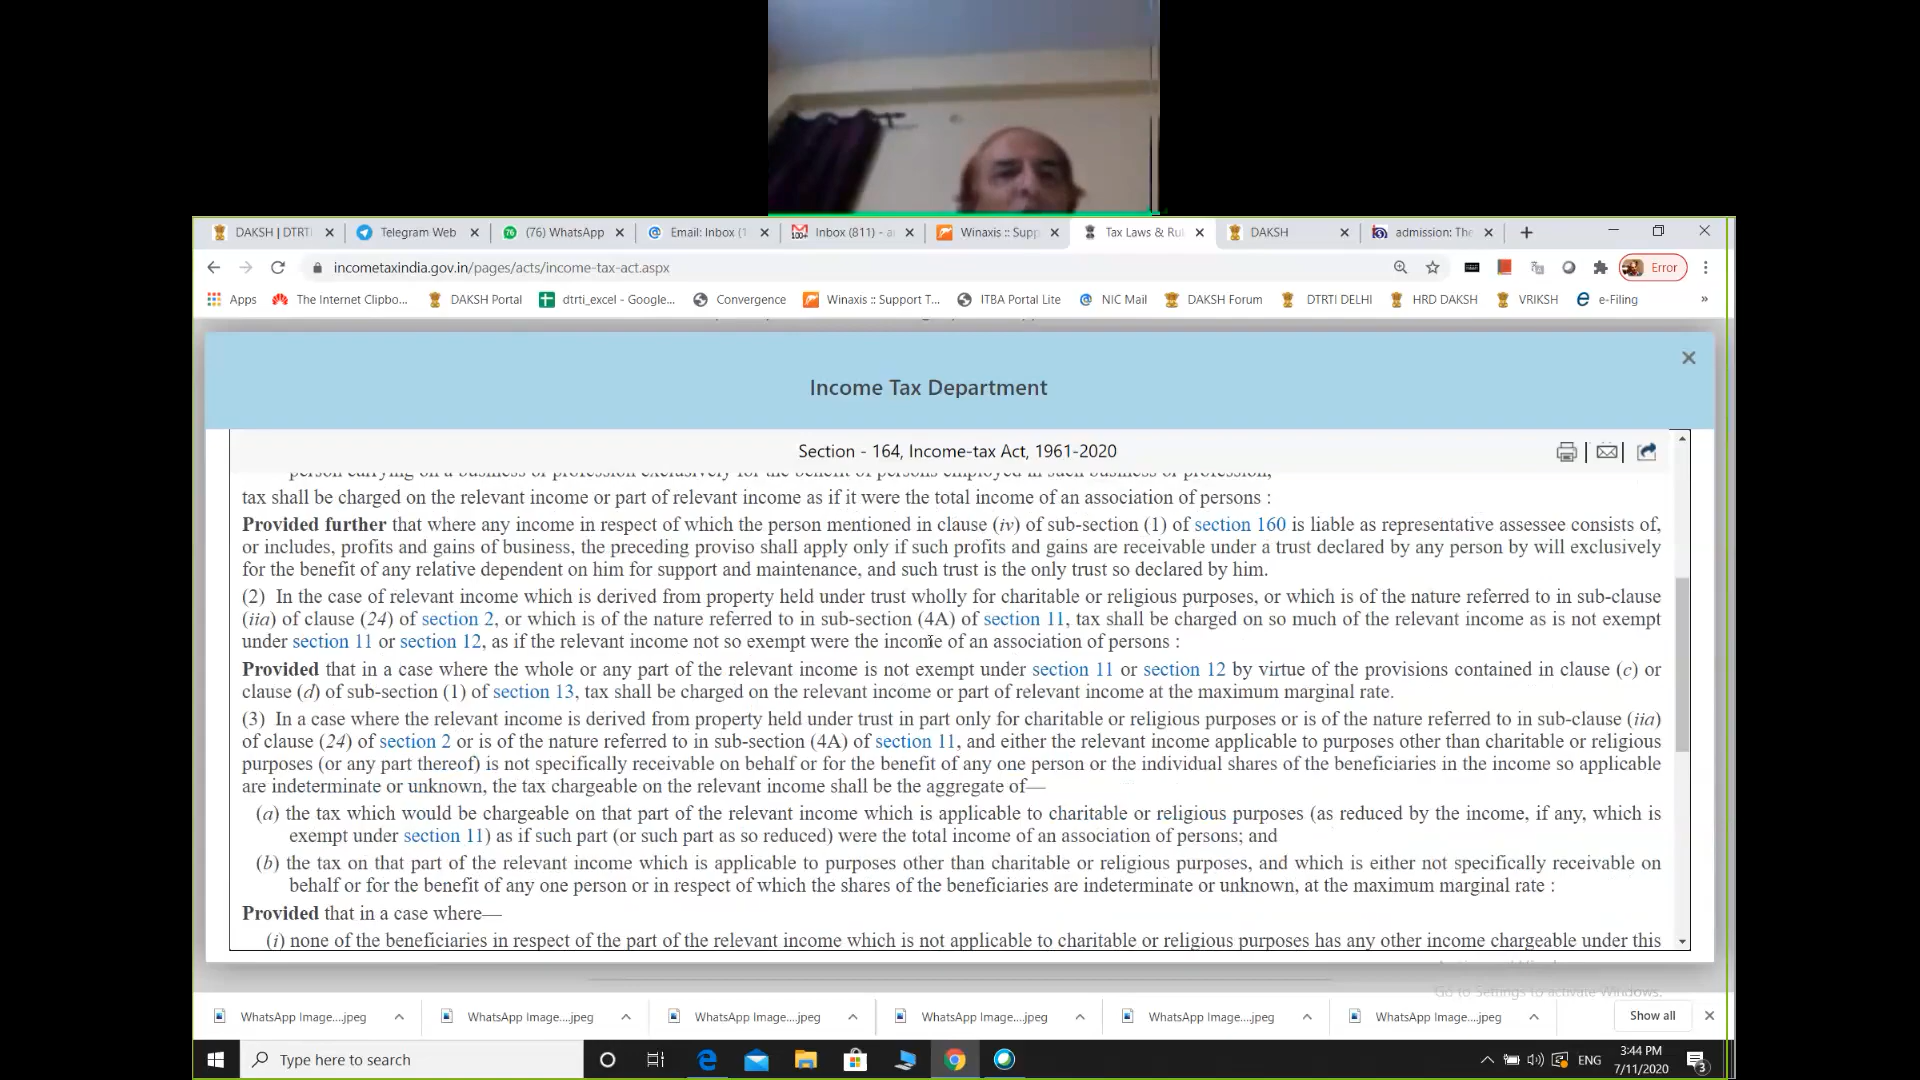 DAKSH | DTRT
Telegram Web
(76) WhatsApp
Email: Inbox (1
Inbox (811) - a
Winaxis :: Supp
Tax Laws & Rul
DAKSH
admission: The
incometaxindia.gov.in/pages/acts/income-tax-act.aspx
Error
Apps
The Internet Clipbo...
DAKSH Portal
dtrti_excel - Google...
Convergence
Winaxis :: Support T...
ITBA Portal Lite
NIC Mail
DAKSH Forum
DTRTI DELHI
HRD DAKSH
VRIKSH
e-Filing
Income Tax Department
Section - 164, Income-tax Act, 1961-2020
person carrying on a business or profession exclusively for the benefit of persons employed in such business or profession,
tax shall be charged on the relevant income or part of relevant income as if it were the total income of an association of persons :
Provided further that where any income in respect of which the person mentioned in clause (iv) of sub-section (1) of section 160 is liable as representative assessee consists of,
or includes, profits and gains of business, the preceding proviso shall apply only if such profits and gains are receivable under a trust declared by any person by will exclusively
for the benefit of any relative dependent on him for support and maintenance, and such trust is the only trust so declared by him.
(2) In the case of relevant income which is derived from property held under trust wholly for charitable or religious purposes, or which is of the nature referred to in sub-clause
(iia) of clause (24) of section 2, or which is of the nature referred to in sub-section (4A) of section 11, tax shall be charged on so much of the relevant income as is not exempt
under section 11 or section 12, as if the relevant income not so exempt were the income of an association of persons :
Provided that in a case where the whole or any part of the relevant income is not exempt under section 11 or section 12 by virtue of the provisions contained in clause (c) or
clause (d) of sub-section (1) of section 13, tax shall be charged on the relevant income or part of relevant income at the maximum marginal rate.
(3) In a case where the relevant income is derived from property held under trust in part only for charitable or religious purposes or is of the nature referred to in sub-clause (iia)
of clause (24) of section 2 or is of the nature referred to in sub-section (4A) of section 11, and either the relevant income applicable to purposes other than charitable or religious
purposes (or any part thereof) is not specifically receivable on behalf or for the benefit of any one person or the individual shares of the beneficiaries in the income so applicable
are indeterminate or unknown, the tax chargeable on the relevant income shall be the aggregate of—
(a) the tax which would be chargeable on that part of the relevant income which is applicable to charitable or religious purposes (as reduced by the income, if any, which is
exempt under section 11) as if such part (or such part as so reduced) were the total income of an association of persons; and
(b) the tax on that part of the relevant income which is applicable to purposes other than charitable or religious purposes, and which is either not specifically receivable on
behalf or for the benefit of any one person or in respect of which the shares of the beneficiaries are indeterminate or unknown, at the maximum marginal rate :
Provided that in a case where—
(i) none of the beneficiaries in respect of the part of the relevant income which is not applicable to charitable or religious purposes has any other income chargeable under this
Go to Settings to activate Windows.
WhatsApp Image....jpeg
WhatsApp Image....jpeg
WhatsApp Image....jpeg
WhatsApp Image....jpeg
WhatsApp Image....jpeg
WhatsApp Image....jpeg
Show all
Type here to search
ENG
3:44 PM
7/11/2020
3